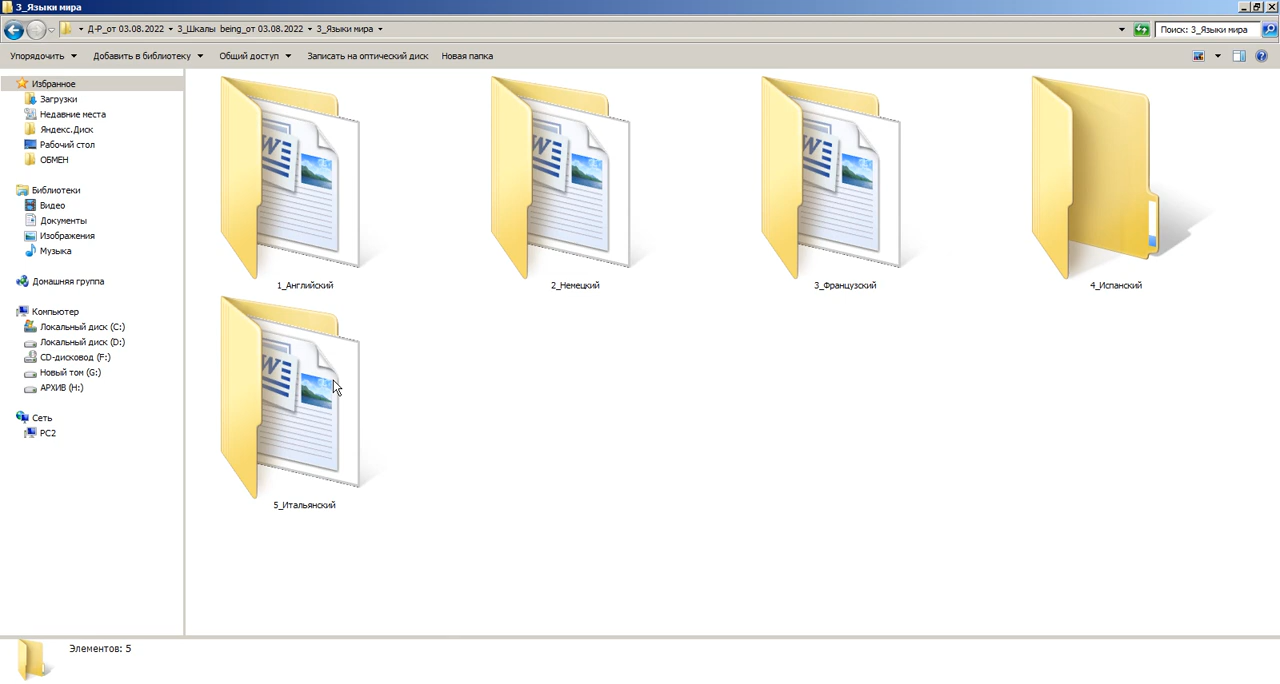 3_Языки мира
Д-Р_от 03.08.2022 3_Шкалы being_от 03.08.2022 3_Языки мира
Поиск: 3_Языки мира
Упорядочить Добавить в библиотеку Общий доступ Записать на оптический диск Новая папка
Избранное
Загрузки
Недавние места
Яндекс.Диск
Рабочий стол
ОБМЕН
Библиотеки
Видео
Документы
Изображения
Музыка
Домашняя группа
Компьютер
Локальный диск (C:)
Локальный диск (D:)
CD-дисковод (F:)
Новый том (G:)
АРХИВ (H:)
Сеть
PC2
1_Английский
2_Немецкий
3_Французский
4_Испанский
5_Итальянский
Элементов: 5